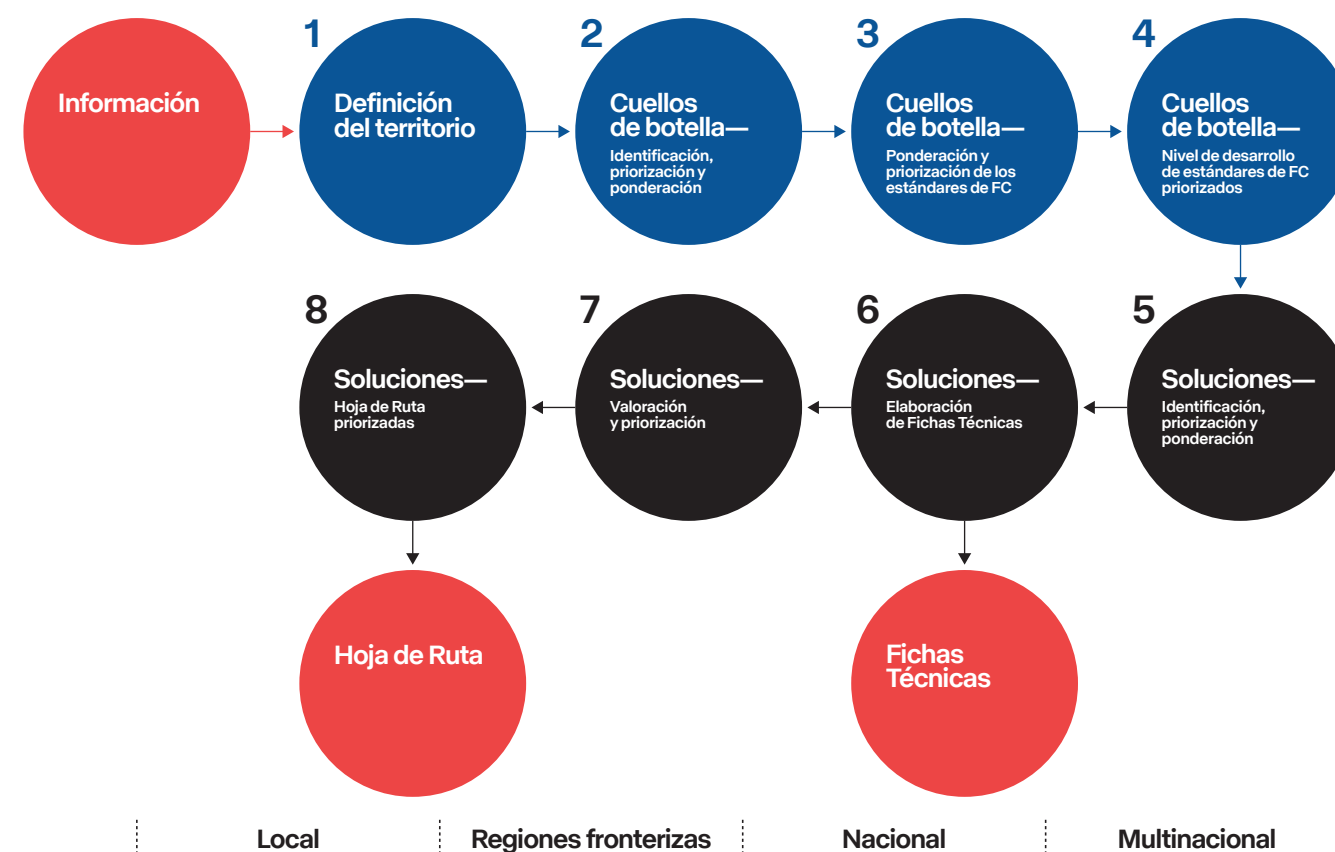 Información
1
Definición
del territorio
2
Cuellos
de botella—
Identificación,
priorización y
ponderación
3
Cuellos
de botella—
Ponderación y
priorización de los
estándares de FC
4
Cuellos
de botella—
Nivel de desarrollo
de estándares de FC
priorizados
8
Soluciones—
Hoja de Ruta
priorizadas
7
Soluciones—
Valoración
y priorización
6
Soluciones—
Elaboración
de Fichas Técnicas
5
Soluciones—
Identificación,
priorización y
ponderación
Hoja de Ruta
Fichas
Técnicas
Local
Regiones fronterizas
Nacional
Multinacional